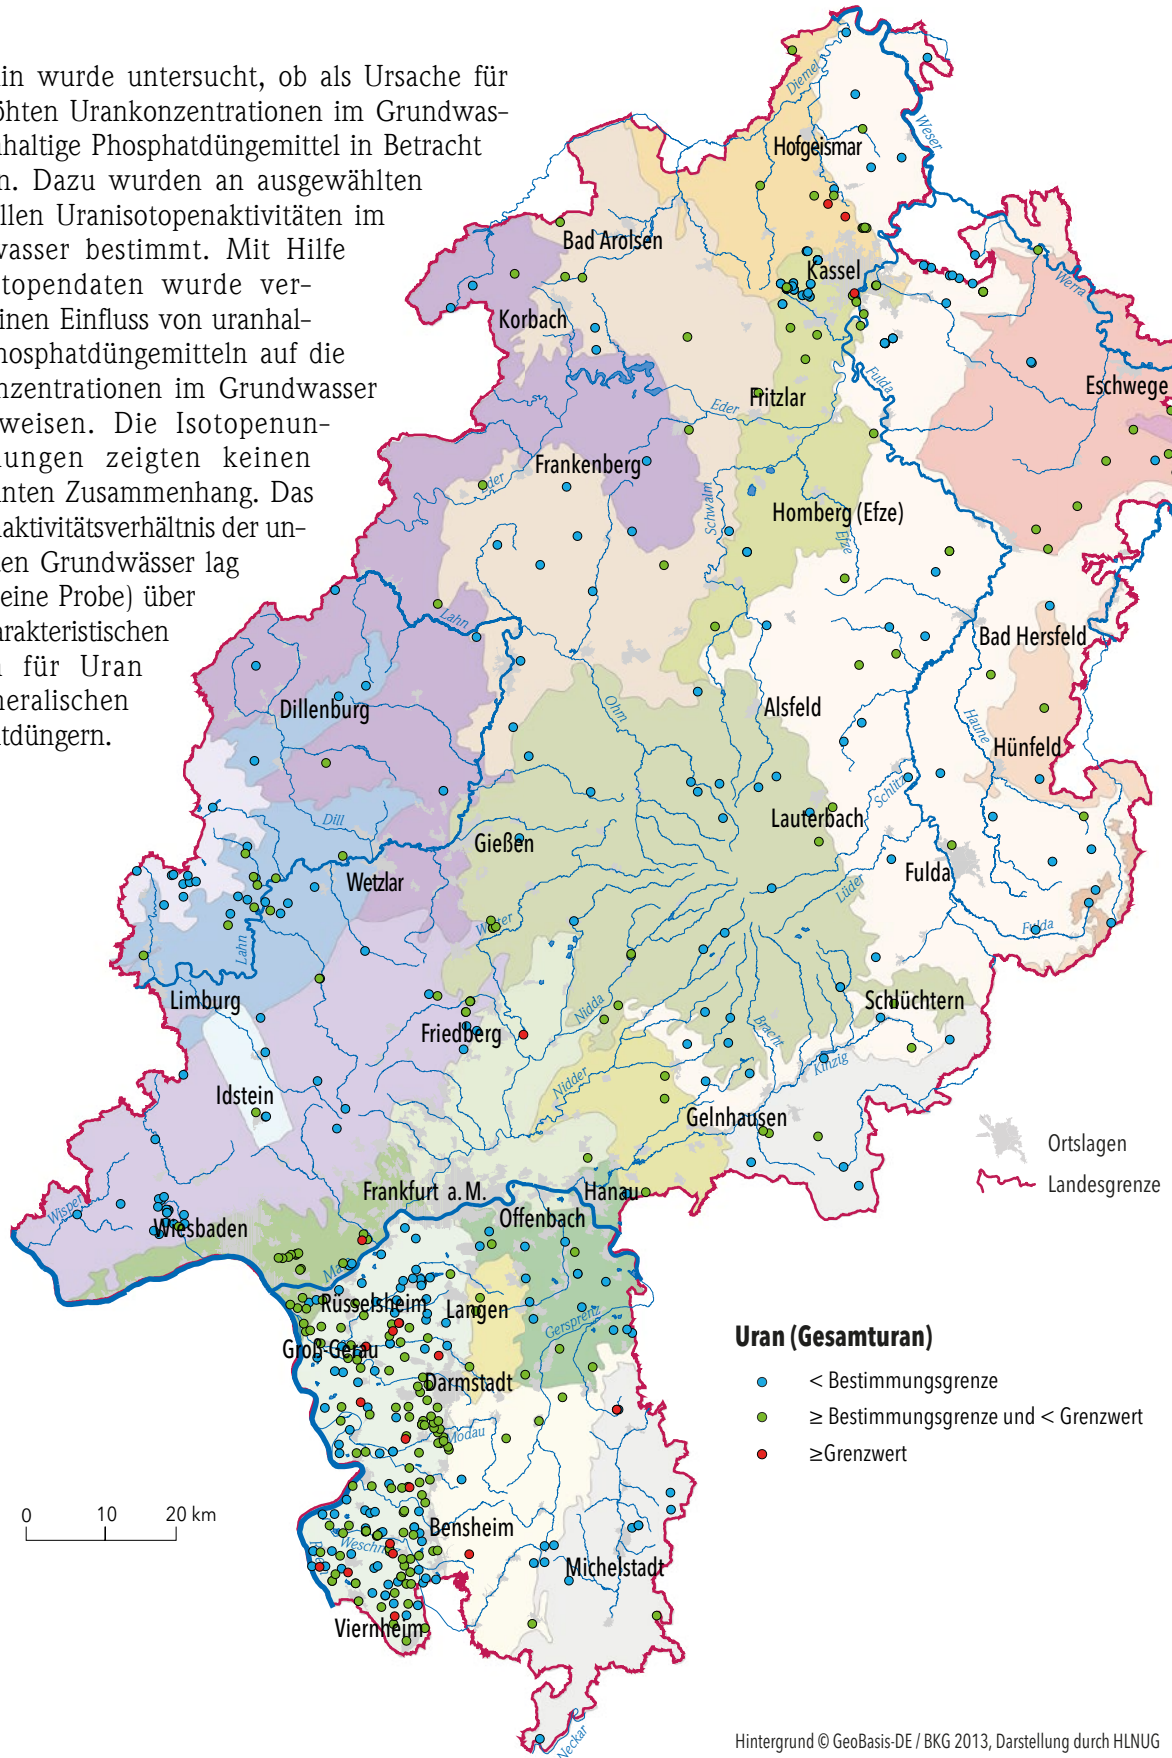 in wurde untersucht, ob als Ursache für
öhten Urankonzentrationen im Grundwas-
haltige Phosphatdüngemittel in Betracht
n. Dazu wurden an ausgewählten
llen Uranisotopenaktivitäten im
wasser bestimmt. Mit Hilfe
topendaten wurde ver-
inen Einfluss von uranhal-
hosphatdüngemitteln auf die
nzentrationen im Grundwasser
weisen. Die Isotopenun-
ungen zeigten keinen
nten Zusammenhang. Das
aktivitätsverhältnis der un-
en Grundwässer lag
eine Probe) über
arakteristischen
für Uran
neralischen
tdüngern.
Diemel
Weser
Hofgeismar
Bad Arolsen
Kassel
Werra
Korbach
Fulda
Eschwege
Fritzlar
Eder
Frankenberg
Eder
Schwalm
Homberg (Efze)
Efze
Lahn
Bad Hersfeld
Dillenburg
Ohm
Alsfeld
Haune
Hünfeld
Schlitz
Dill
Lauterbach
Gießen
Wetzlar
Fulda
Lüder
Wetter
Fulda
Lahn
Limburg
Nidda
Schlüchtern
Friedberg
Bracht
Kinzig
Nidder
Idstein
Gelnhausen
Ortslagen
Landesgrenze
Frankfurt a. M.
Hanau
Wisper
Offenbach
Wiesbaden
Main
Rüsselsheim
Langen
Gersprenz
Groß-Gerau
Uran (Gesamturan)
Darmstadt
< Bestimmungsgrenze
≥ Bestimmungsgrenze und < Grenzwert
≥Grenzwert
Modau
0 10 20 km
Bensheim
Weschn
Rhein
Michelstadt
Viernheim
Neckar
Hintergrund © GeoBasis-DE / BKG 2013, Darstellung durch HLNUG